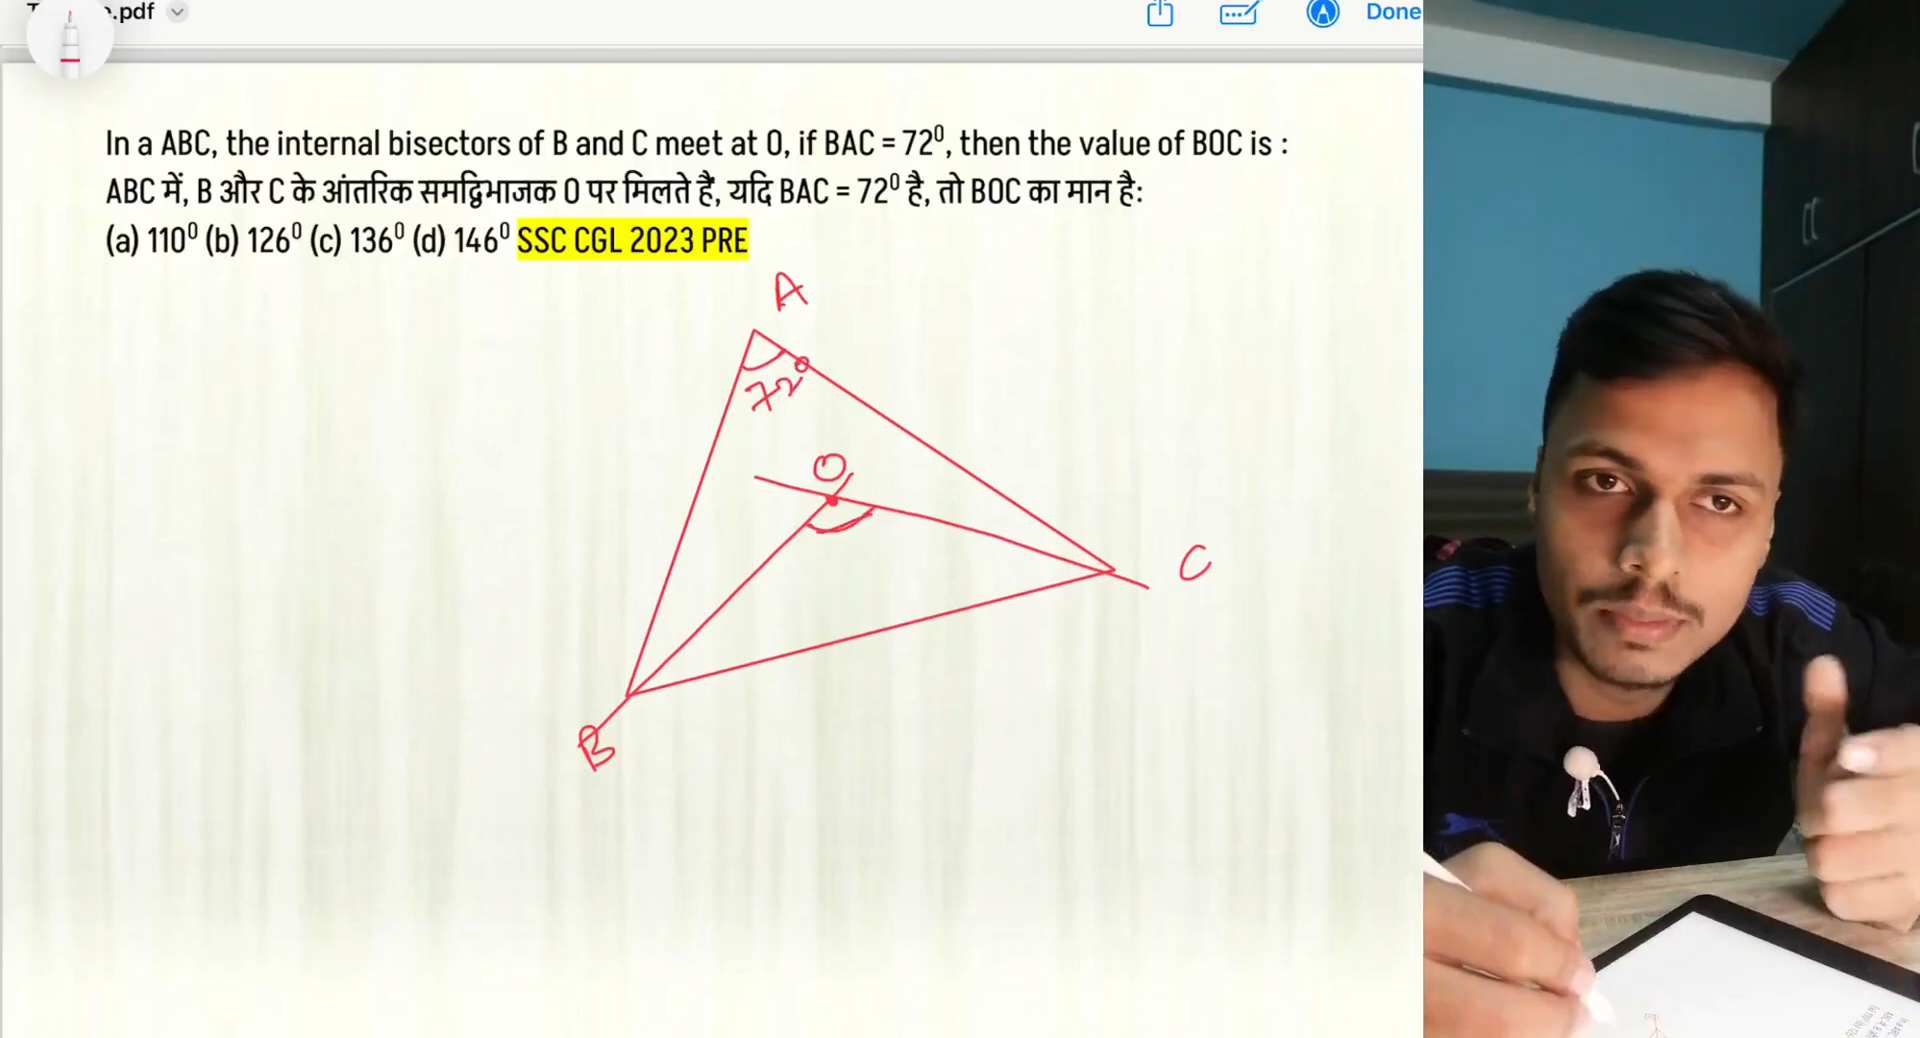 .pdf
Done
In a ABC, the internal bisectors of B and C meet at O, if BAC = 72⁰, then the value of BOC is :
ABC में, B और C के आंतरिक समद्विभाजक O पर मिलते हैं, यदि BAC = 72⁰ है, तो BOC का मान है:
(a) 110⁰ (b) 126⁰ (c) 136⁰ (d) 146⁰ SSC CGL 2023 PRE
A
72⁰
O
C
B